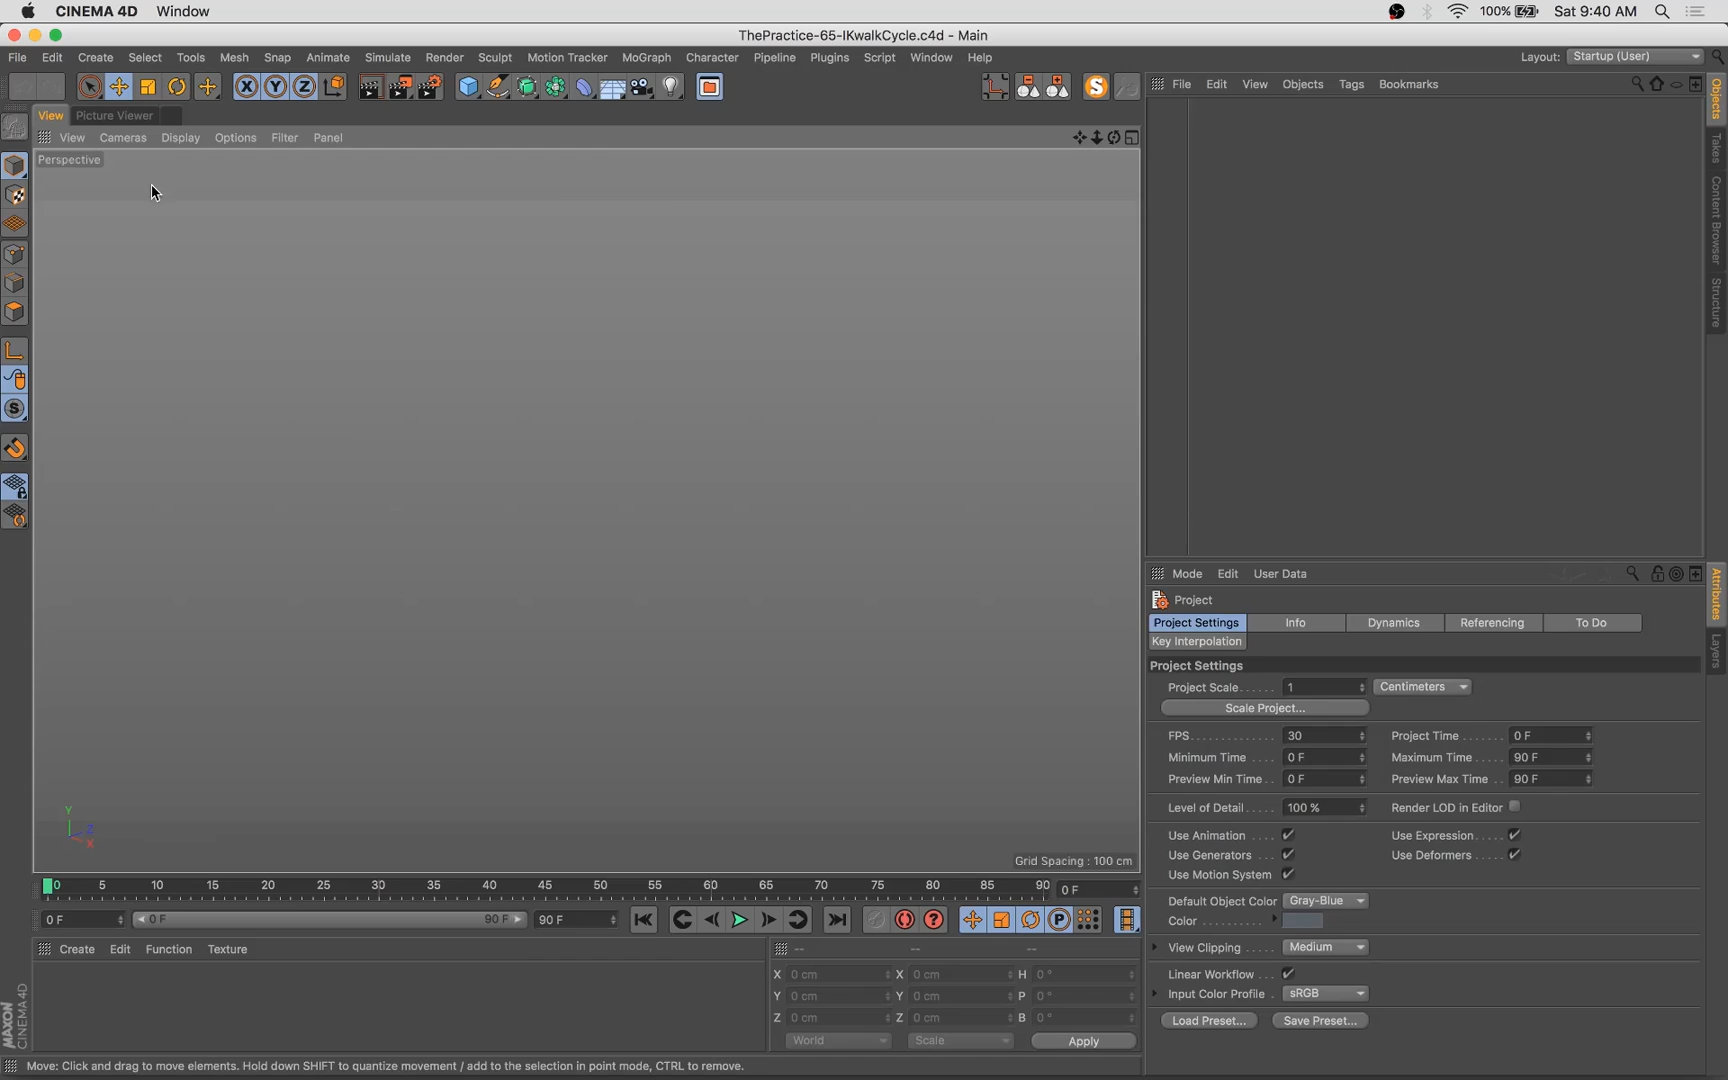 CINEMA 4D Window 100% Sat 9:40 AM
ThePractice-65-IKwalkCycle.c4d - Main
File Edit Create Select Tools Mesh Snap Animate Simulate Render Sculpt Motion Tracker MoGraph Character Pipeline Plugins Script Window Help Layout: Startup (User)
File Edit View Objects Tags Bookmarks
View Picture Viewer
View Cameras Display Options Filter Panel
Perspective
Objects
Takes
Content Browser
Structure
Mode Edit User Data
Project
Project Settings Info Dynamics Referencing To Do
Key Interpolation
Project Settings
Project Scale 1 Centimeters
Scale Project...
FPS 30 Project Time 0 F
Minimum Time 0 F Maximum Time 90 F
Preview Min Time 0 F Preview Max Time 90 F
Level of Detail 100 % Render LOD in Editor
Use Animation Use Expression
Use Generators Use Deformers
Use Motion System
Default Object Color Gray-Blue
Color
View Clipping Medium
Linear Workflow
Input Color Profile sRGB
Load Preset... Save Preset...
Attributes
Layers
Y
Z
X
Grid Spacing : 100 cm
0 5 10 15 20 25 30 35 40 45 50 55 60 65 70 75 80 85 90 0 F
0 F 0 F 90 F 90 F
Create Edit Function Texture
-- -- --
X 0 cm X 0 cm H 0 °
Y 0 cm Y 0 cm P 0 °
Z 0 cm Z 0 cm B 0 °
World Scale Apply
MAXON
CINEMA 4D
Move: Click and drag to move elements. Hold down SHIFT to quantize movement / add to the selection in point mode, CTRL to remove.